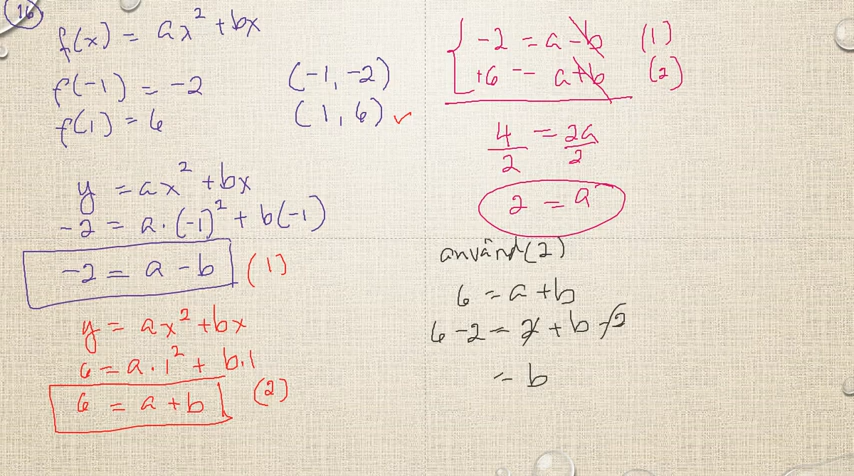 16
f(x) = ax² + bx
f(-1) = -2 (-1, -2)
f(1) = 6 (1, 6) ✓
y = ax² + bx
-2 = a·(-1)² + b(-1)
-2 = a - b (1)
y = ax² + bx
6 = a·1² + b·1
6 = a + b (2)
-2 = a - b (1)
+6 = a + b (2)
4/2 = 2a/2
2 = a
använd (2)
6 = a + b
6 - 2 = 2 + b - 2
= b